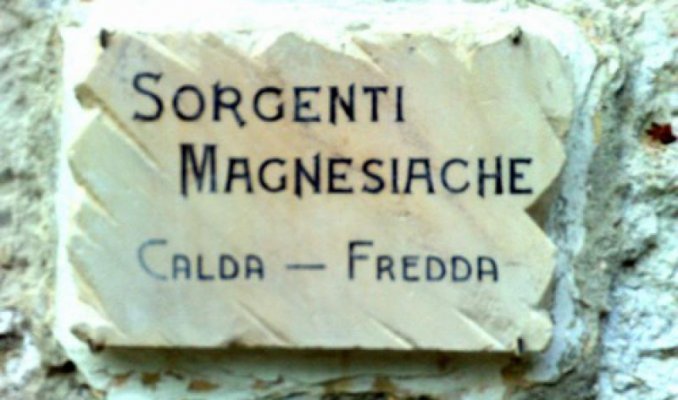 SORGENTI
MAGNESIACHE
CALDA — FREDDA